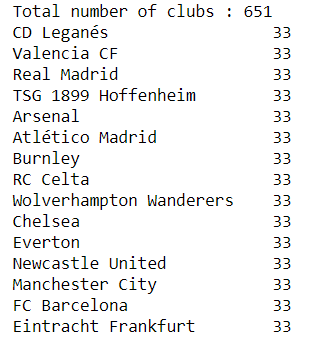 Total number of clubs : 651
CD Leganés 33
Valencia CF 33
Real Madrid 33
TSG 1899 Hoffenheim 33
Arsenal 33
Atlético Madrid 33
Burnley 33
RC Celta 33
Wolverhampton Wanderers 33
Chelsea 33
Everton 33
Newcastle United 33
Manchester City 33
FC Barcelona 33
Eintracht Frankfurt 33